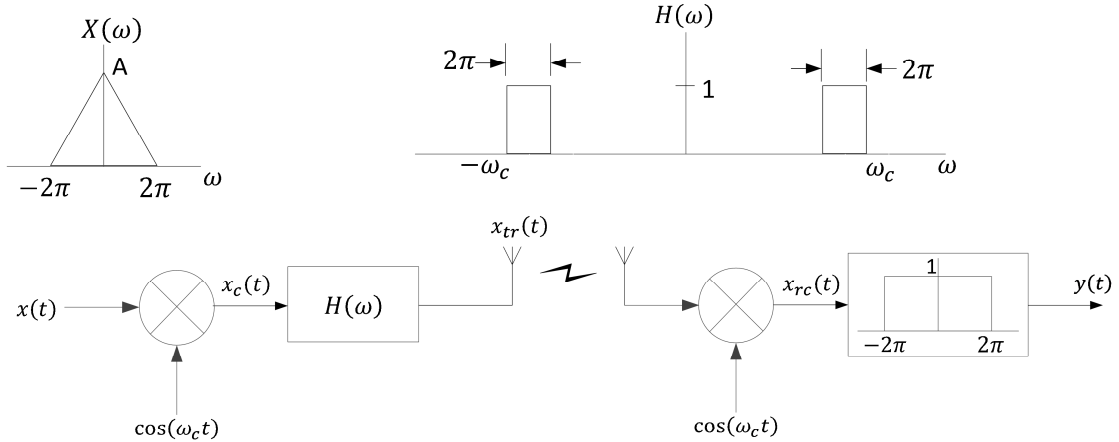 X(ω)
A
−2π
2π
ω
H(ω)
2π
2π
1
−ω_c
ω_c
ω
x_tr(t)
x(t)
x_c(t)
H(ω)
x_rc(t)
1
−2π
2π
y(t)
cos(ω_c t)
cos(ω_c t)